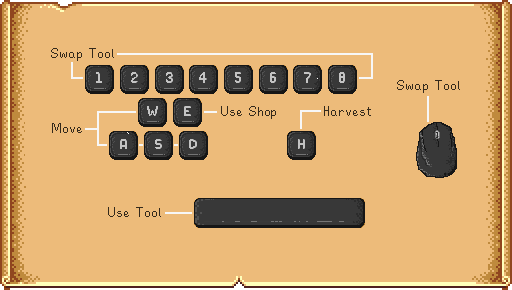 Swap Tool
1 2 3 4 5 6 7 8
Swap Tool
W E Use Shop
Harvest
Move
A S D
H
Use Tool